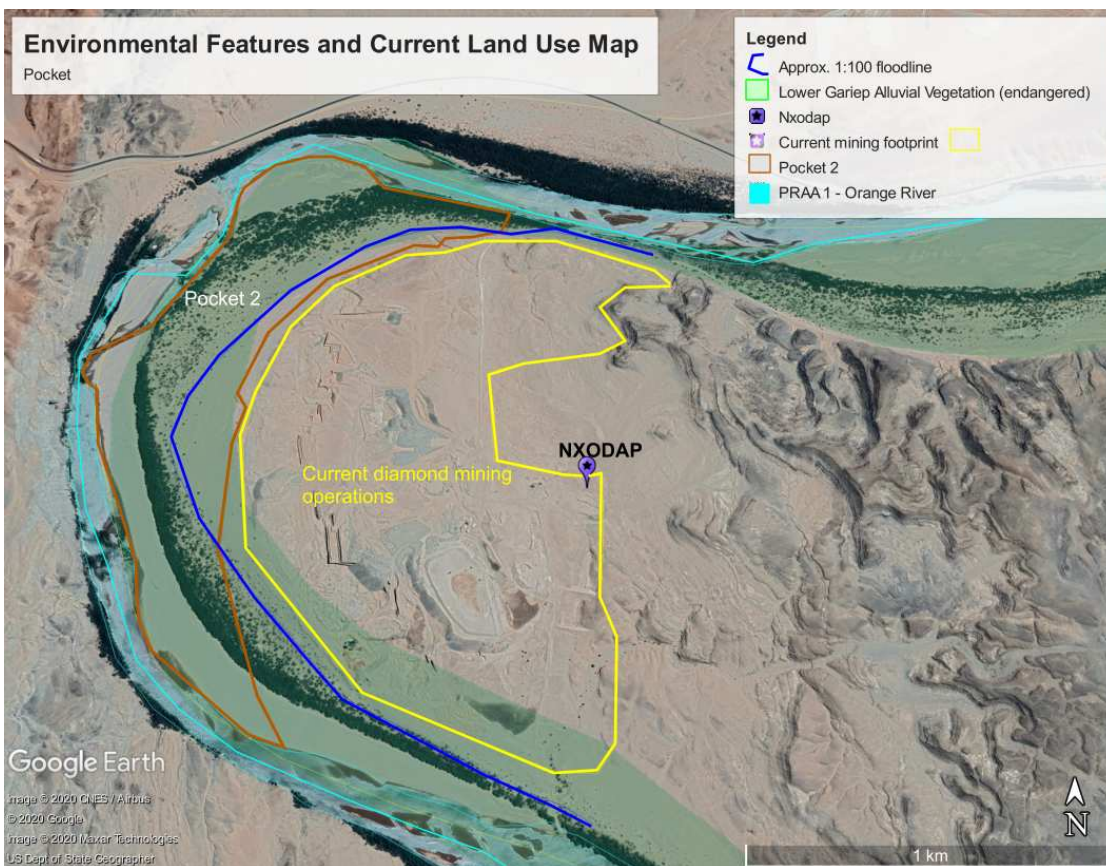 Environmental Features and Current Land Use Map
Pocket
Legend
Approx. 1:100 floodline
Lower Gariep Alluvial Vegetation (endangered)
Nxodap
Current mining footprint
Pocket 2
PRAA 1 - Orange River
Pocket 2
NXODAP
Current diamond mining
operations
Google Earth
Image © 2020 CNES / Airbus
© 2020 Google
Image © 2020 Maxar Technologies
US Dept of State Geographer
N
1 km